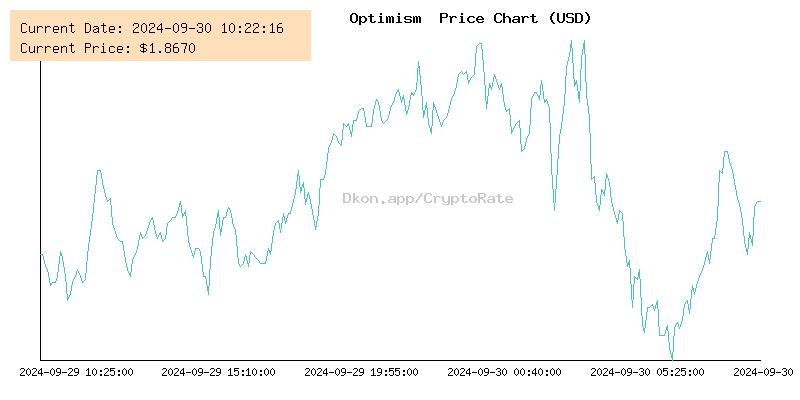 Optimism  Price Chart (USD)
Current Date: 2024-09-30 10:22:16
Current Price: $1.8670
Dkon.app/CryptoRate
2024-09-29 10:25:00 2024-09-29 15:10:00 2024-09-29 19:55:00 2024-09-30 00:40:00 2024-09-30 05:25:00 2024-09-30